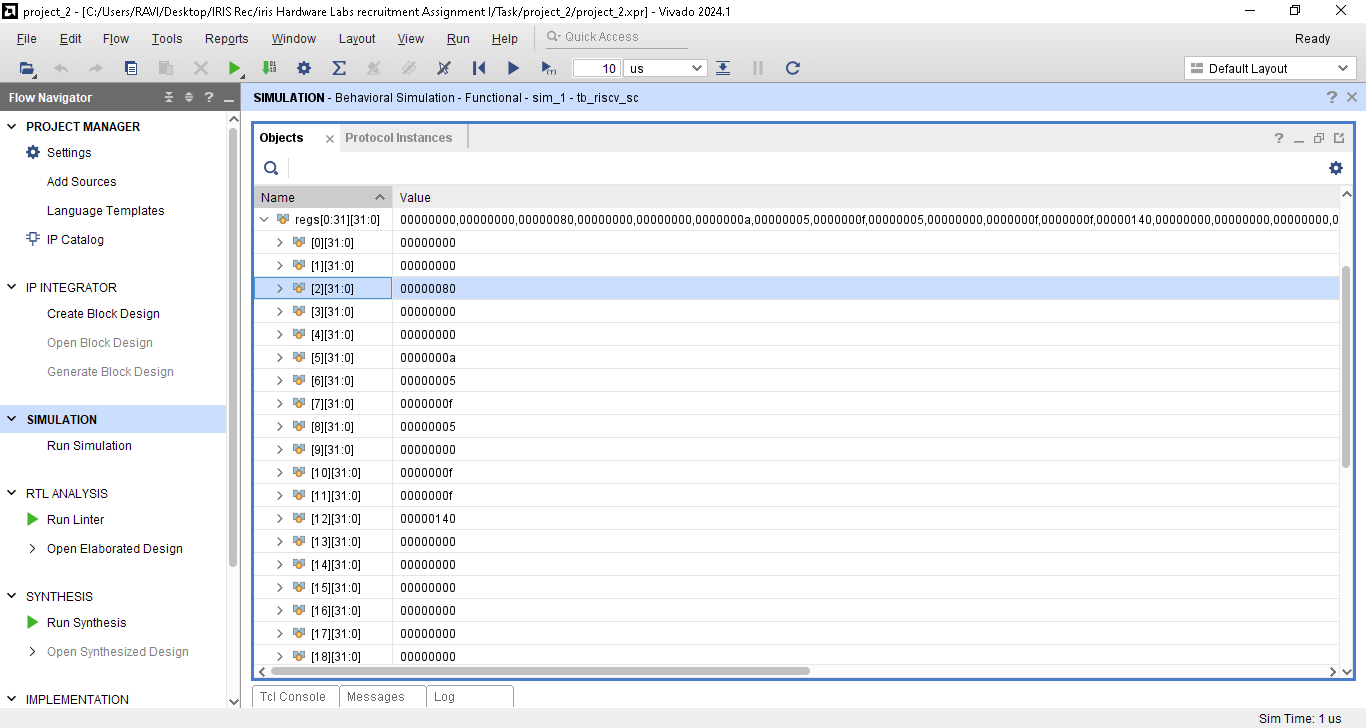 project_2 - [C:/Users/RAVI/Desktop/IRIS Rec/iris Hardware Labs recruitment Assignment I/Task/project_2/project_2.xpr] - Vivado 2024.1
File Edit Flow Tools Reports Window Layout View Run Help Quick Access Ready
10 us Default Layout
Flow Navigator
SIMULATION - Behavioral Simulation - Functional - sim_1 - tb_riscv_sc
PROJECT MANAGER
Settings
Add Sources
Language Templates
IP Catalog
IP INTEGRATOR
Create Block Design
Open Block Design
Generate Block Design
SIMULATION
Run Simulation
RTL ANALYSIS
Run Linter
Open Elaborated Design
SYNTHESIS
Run Synthesis
Open Synthesized Design
IMPLEMENTATION
Objects Protocol Instances
Name Value
regs[0:31][31:0] 00000000,00000000,00000080,00000000,00000000,0000000a,00000005,0000000f,00000005,00000000,0000000f,0000000f,00000140,00000000,00000000,00000000,0
[0][31:0] 00000000
[1][31:0] 00000000
[2][31:0] 00000080
[3][31:0] 00000000
[4][31:0] 00000000
[5][31:0] 0000000a
[6][31:0] 00000005
[7][31:0] 0000000f
[8][31:0] 00000005
[9][31:0] 00000000
[10][31:0] 0000000f
[11][31:0] 0000000f
[12][31:0] 00000140
[13][31:0] 00000000
[14][31:0] 00000000
[15][31:0] 00000000
[16][31:0] 00000000
[17][31:0] 00000000
[18][31:0] 00000000
Tcl Console Messages Log
Sim Time: 1 us